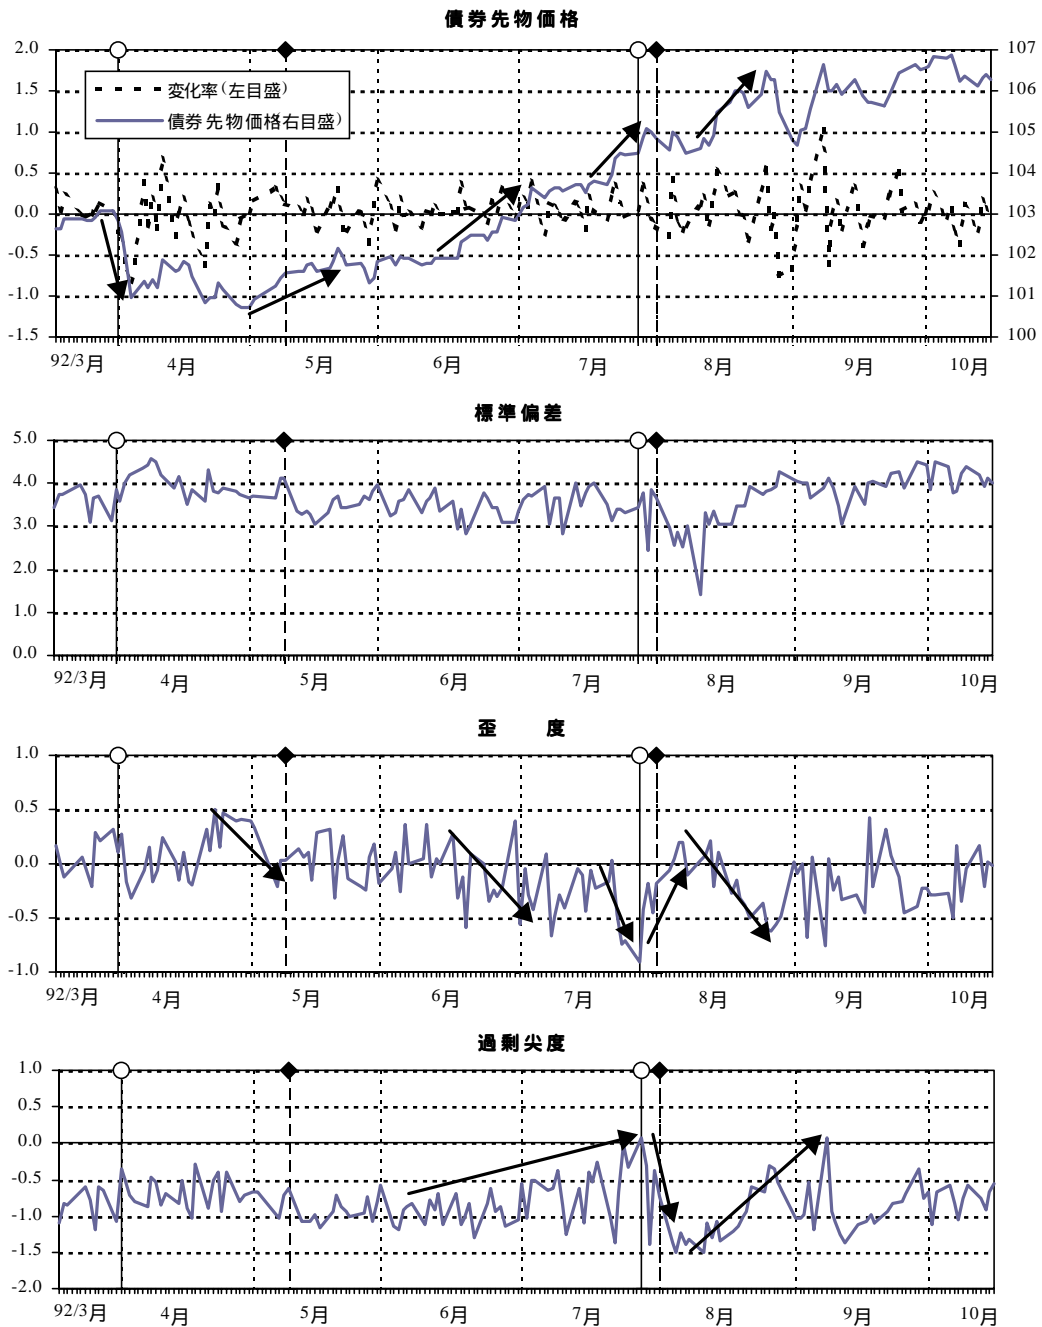 債券先物価格
2.0 107
1.5 106
1.0 105
0.5 104
0.0 103
-0.5 102
-1.0 101
-1.5 100
変化率(左目盛)
債券先物価格右目盛)
92/3月 4月 5月 6月 7月 8月 9月 10月
標準偏差
5.0
4.0
3.0
2.0
1.0
0.0
92/3月 4月 5月 6月 7月 8月 9月 10月
歪 度
1.0
0.5
0.0
-0.5
-1.0
92/3月 4月 5月 6月 7月 8月 9月 10月
過剰尖度
1.0
0.5
0.0
-0.5
-1.0
-1.5
-2.0
92/3月 4月 5月 6月 7月 8月 9月 10月